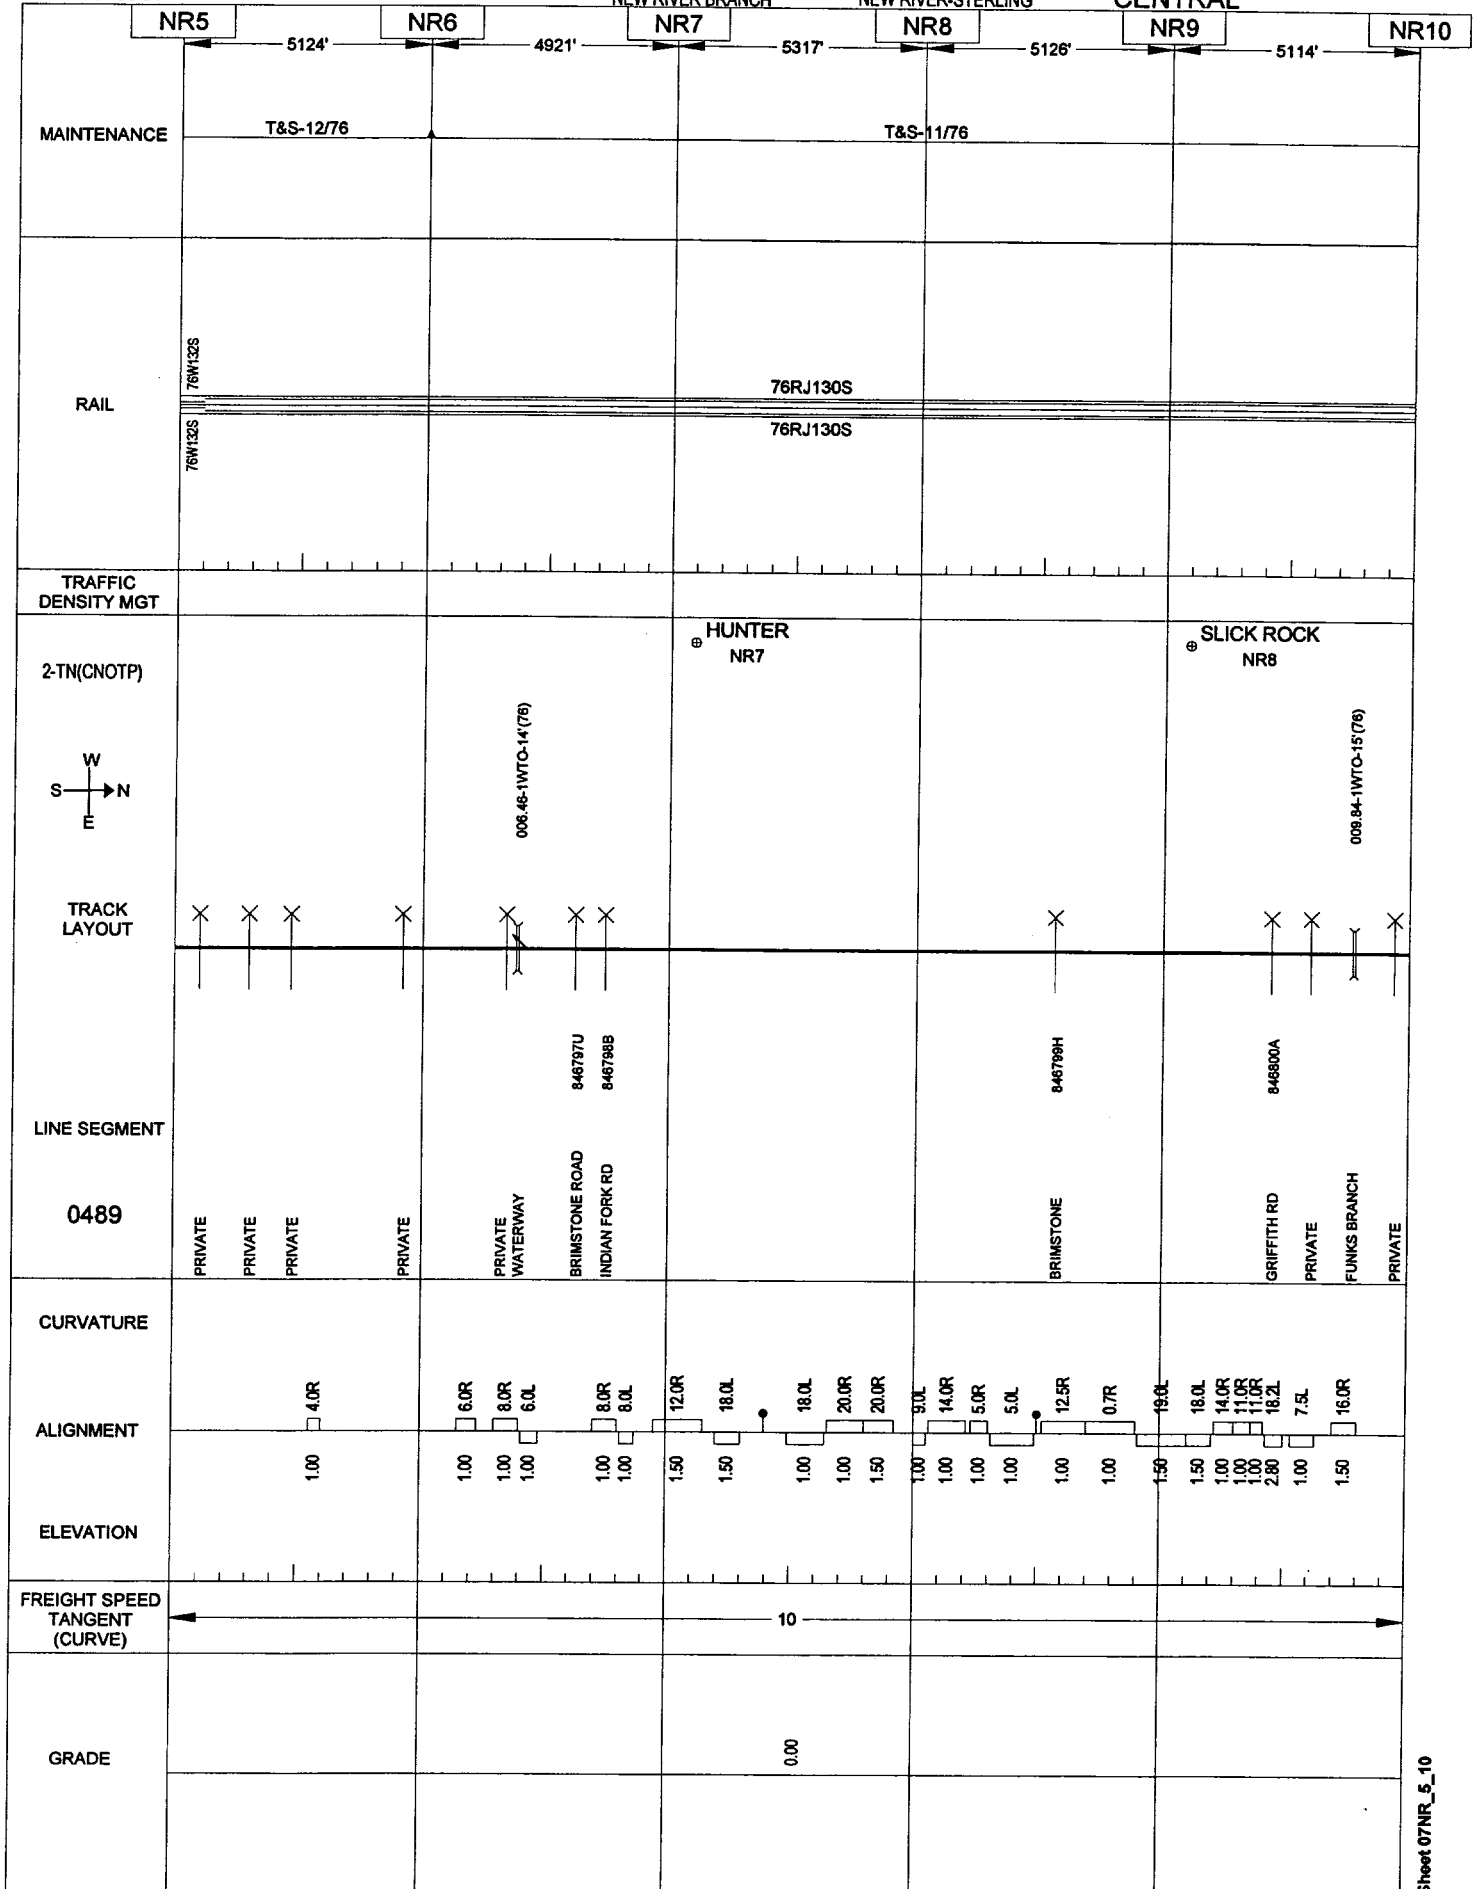 NEW RIVER BRANCH NEW RIVER-STERLING CENTRAL
NR5 NR6 NR7 NR8 NR9 NR10
5124' 4921' 5317' 5126' 5114'
MAINTENANCE
T&S-12/76 T&S-11/76
RAIL
76W132S
76W132S
76RJ130S
76RJ130S
TRAFFIC
DENSITY MGT
2-TN(CNOTP)
HUNTER
NR7
SLICK ROCK
NR8
W
S N
E
006.46-1WTO-14'(76)
009.84-1WTO-15'(76)
TRACK
LAYOUT
846797U
846798B
846799H
846800A
LINE SEGMENT
0489
PRIVATE
PRIVATE
PRIVATE
PRIVATE
PRIVATE
WATERWAY
BRIMSTONE ROAD
INDIAN FORK RD
BRIMSTONE
GRIFFITH RD
PRIVATE
FUNKS BRANCH
PRIVATE
CURVATURE
ALIGNMENT
4.0R 6.0R 8.0R 6.0L 8.0R 8.0L 12.0R 18.0L 18.0L 20.0R 20.0R 9.0L 14.0R 5.0R 5.0L 12.5R 0.7R 19.0L 18.0L 14.0R 11.0R 11.0R 18.2L 7.5L 16.0R
1.00 1.00 1.00 1.00 1.00 1.00 1.50 1.50 1.00 1.00 1.50 1.00 1.00 1.00 1.00 1.00 1.00 1.50 1.50 1.00 1.00 1.00 2.80 1.00 1.50
ELEVATION
FREIGHT SPEED
TANGENT
(CURVE)
10
GRADE
0.00
Sheet 07NR_5_10